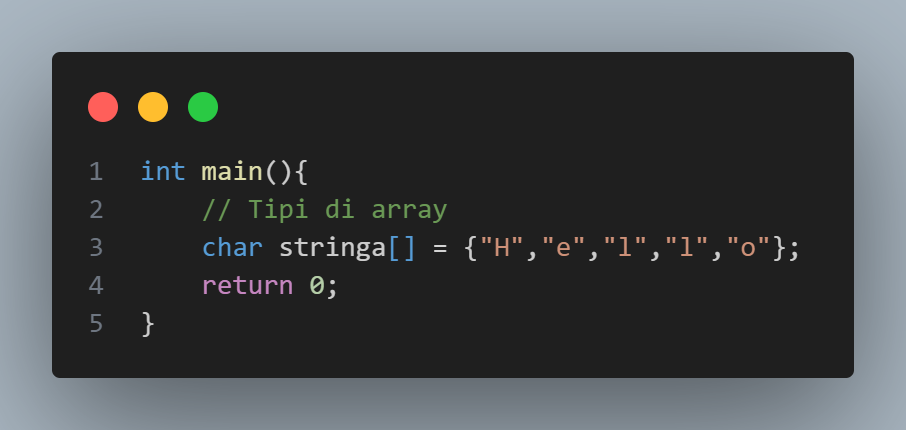 1 int main(){
2 // Tipi di array
3 char stringa[] = {"H","e","l","l","o"};
4 return 0;
5 }